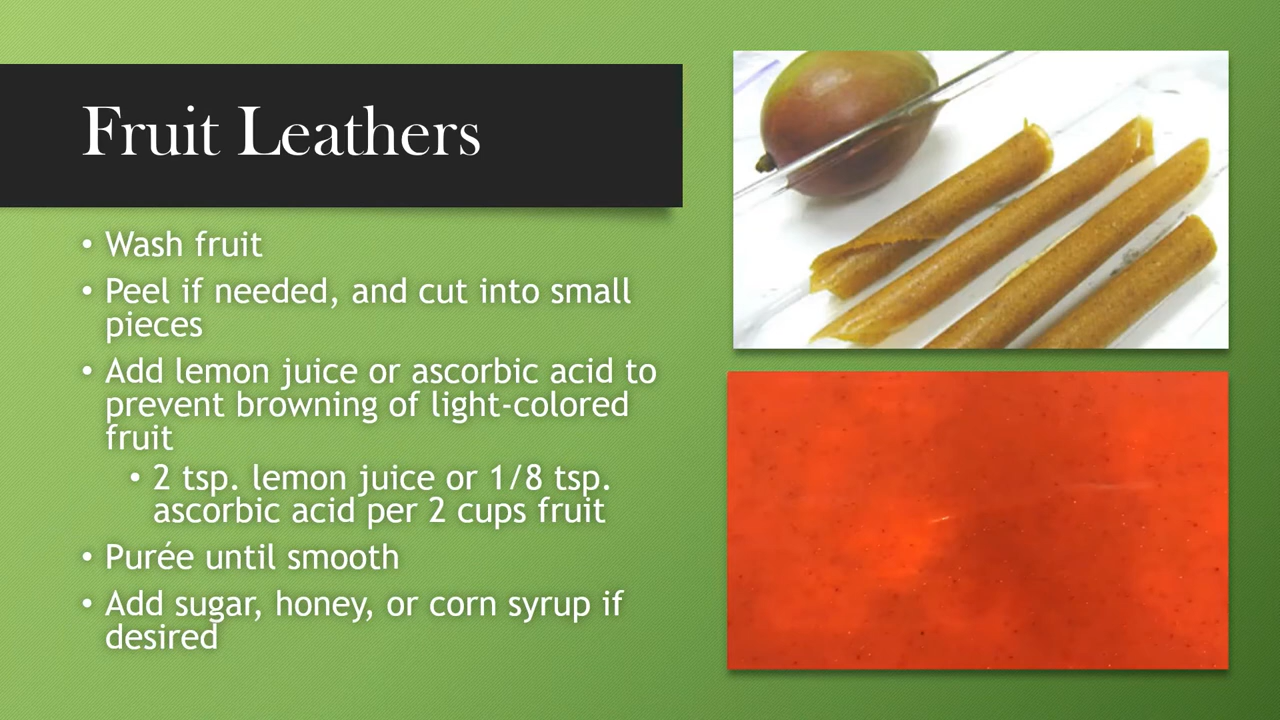 Fruit Leathers
• Wash fruit
• Peel if needed, and cut into small
pieces
• Add lemon juice or ascorbic acid to
prevent browning of light-colored
fruit
• 2 tsp. lemon juice or 1/8 tsp.
ascorbic acid per 2 cups fruit
• Purée until smooth
• Add sugar, honey, or corn syrup if
desired